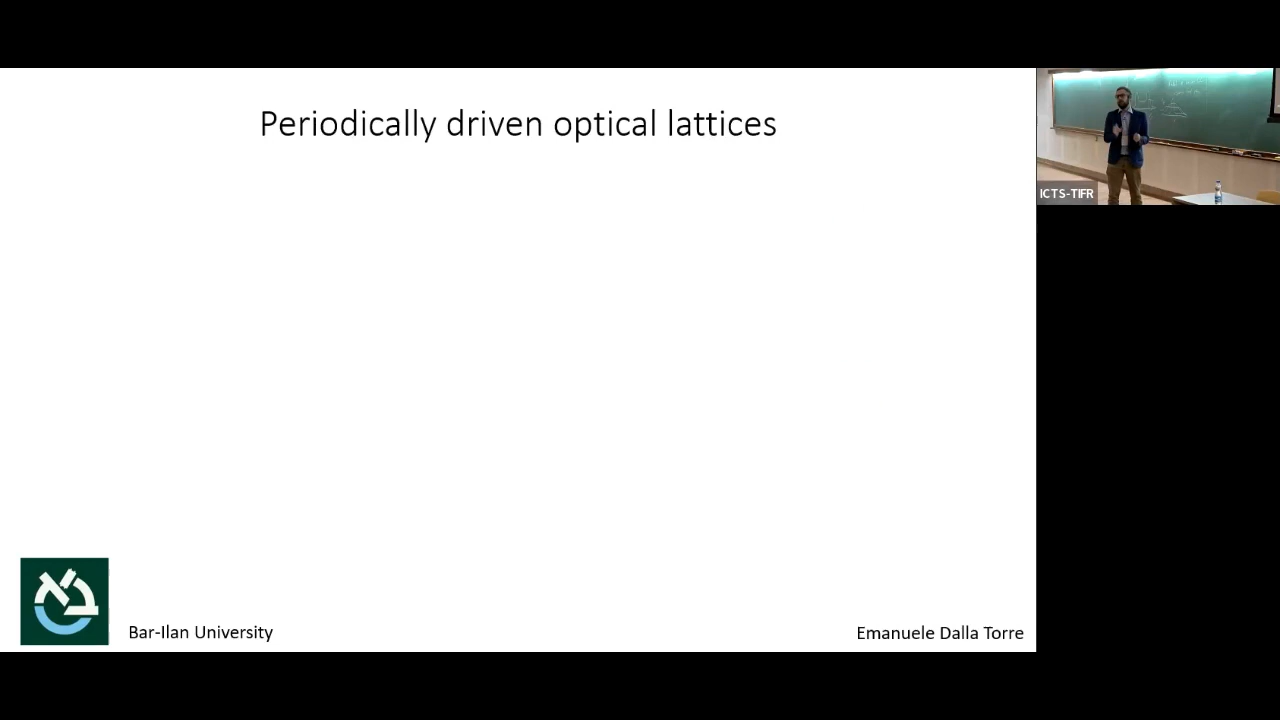 Periodically driven optical lattices
ICTS-TIFR
Bar-Ilan University
Emanuele Dalla Torre